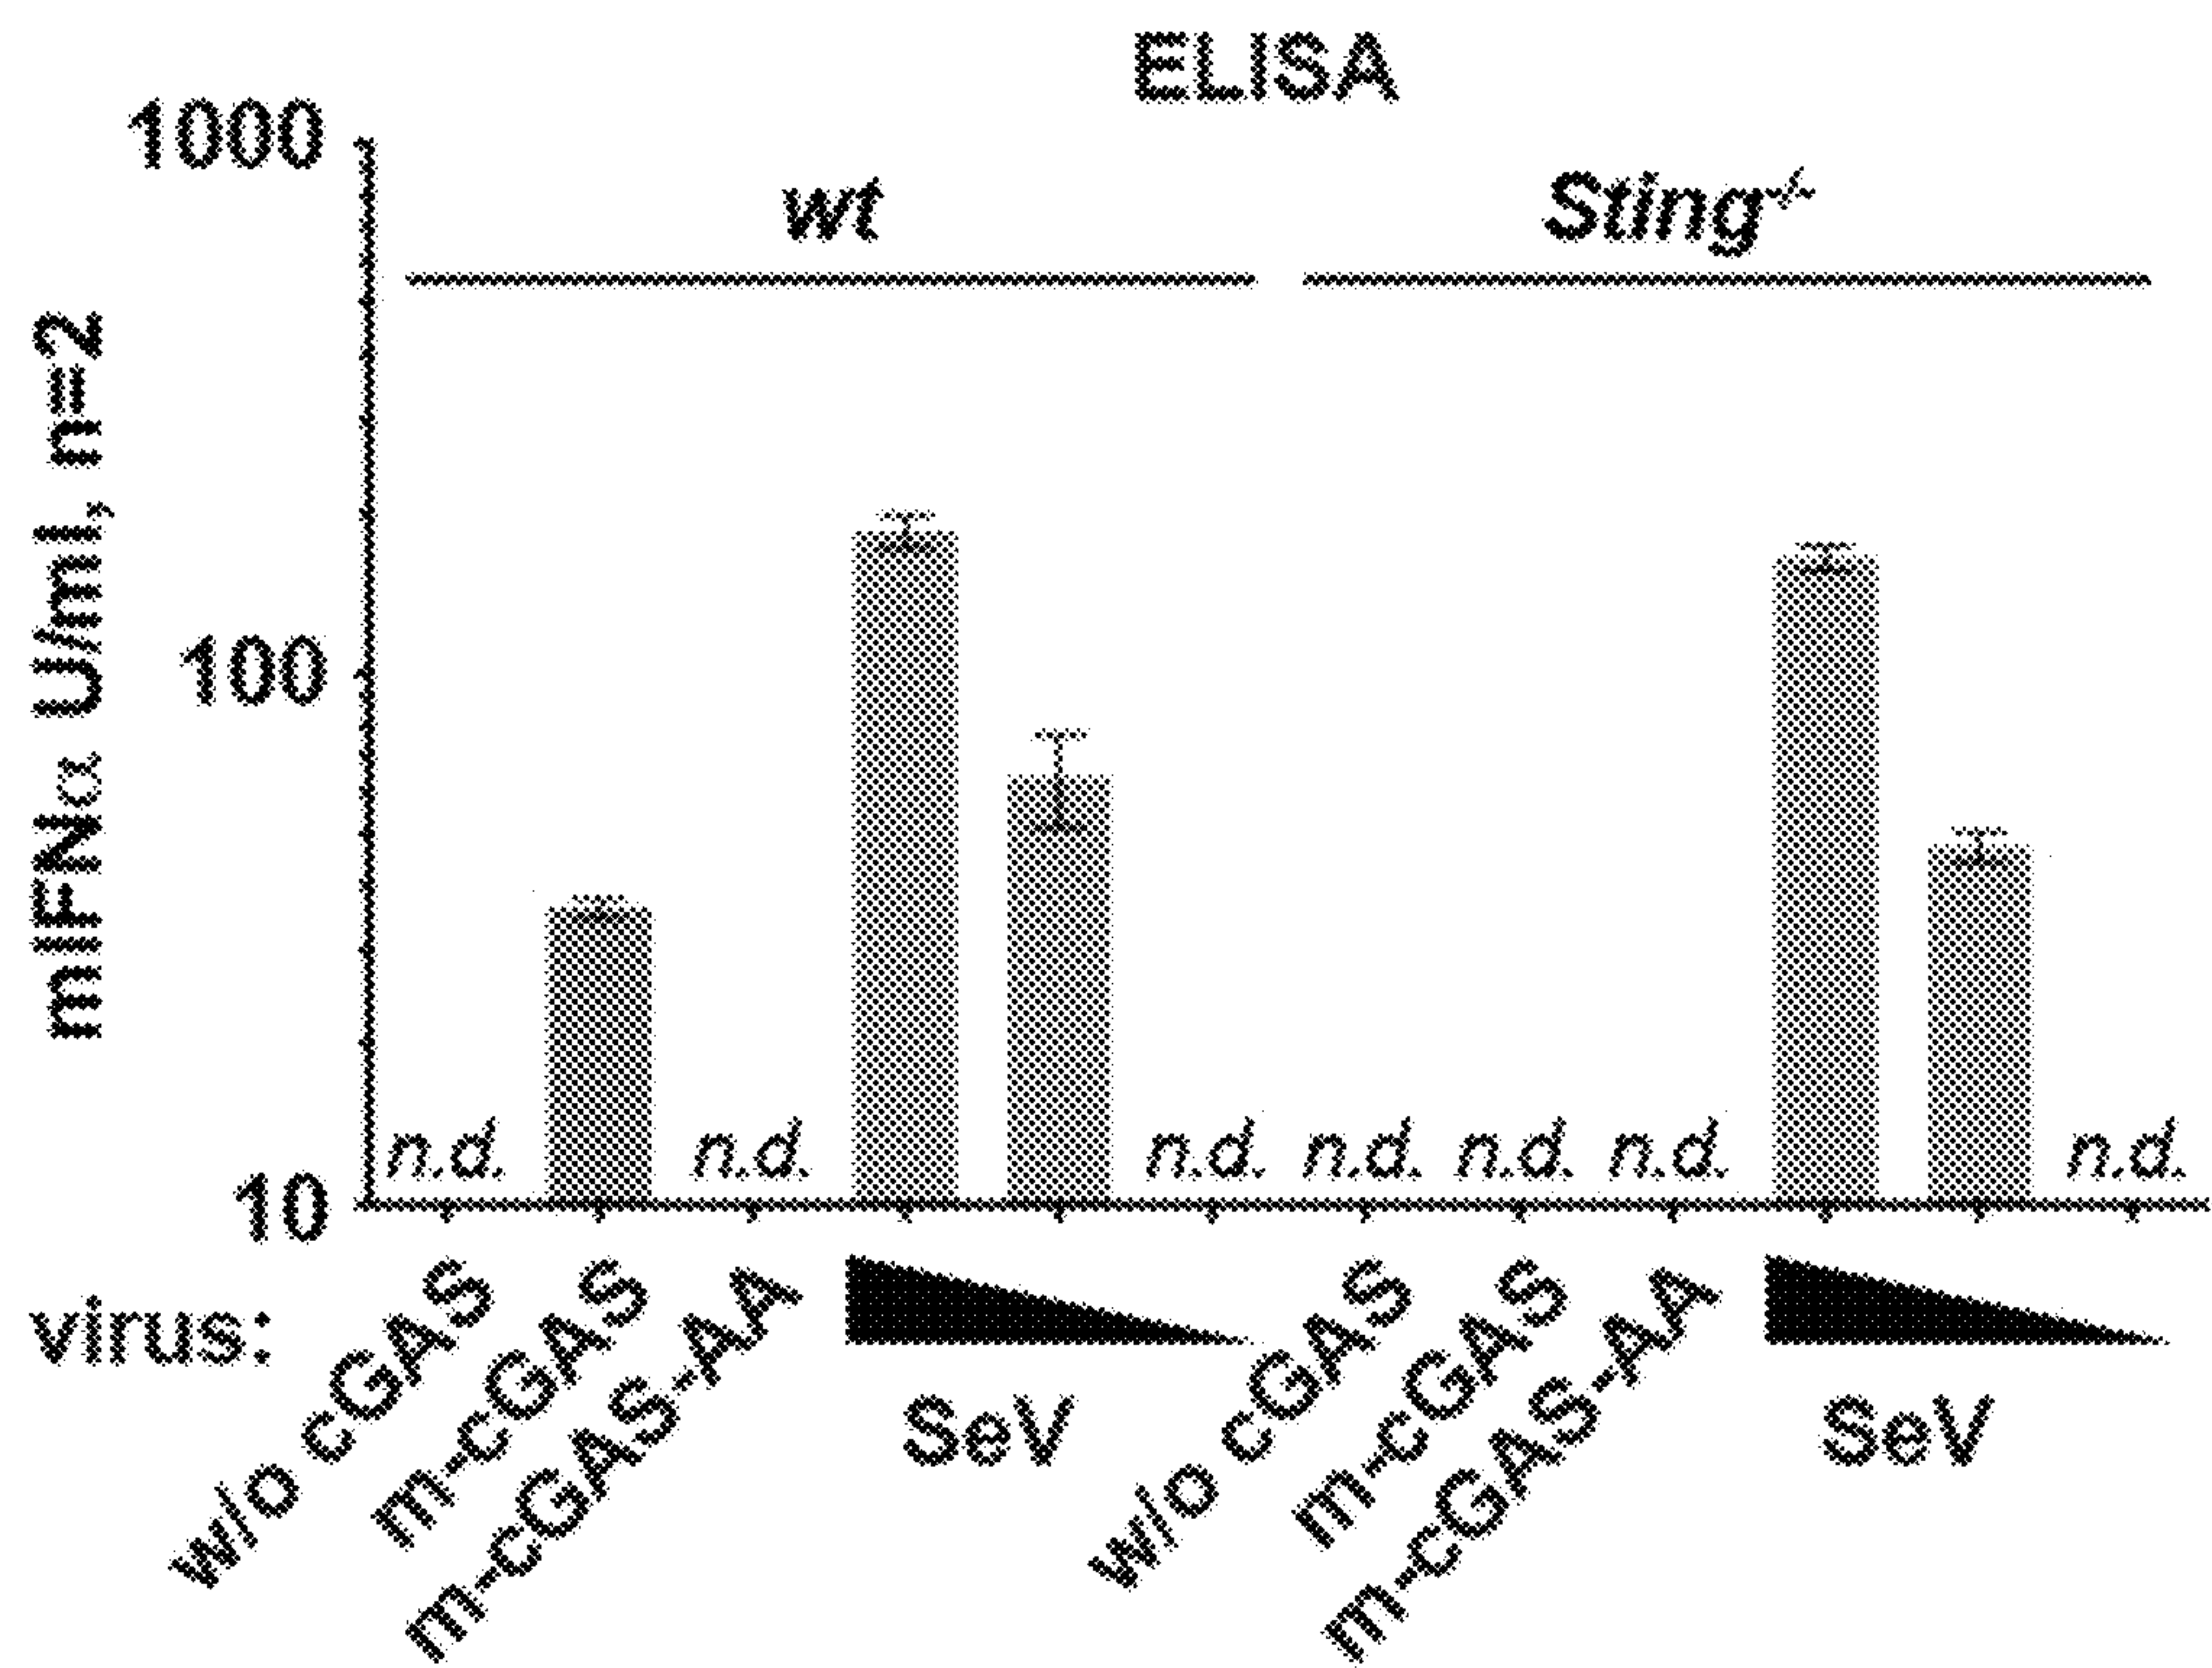 ELISA
1000
100
10
mIFNα U/ml, n=2
wt
Sting-/-
n.d.
n.d.
n.d.
n.d.
n.d.
n.d.
n.d.
virus:
w/o cGAS
m-cGAS
m-cGAS-AA
SeV
w/o cGAS
m-cGAS
m-cGAS-AA
SeV